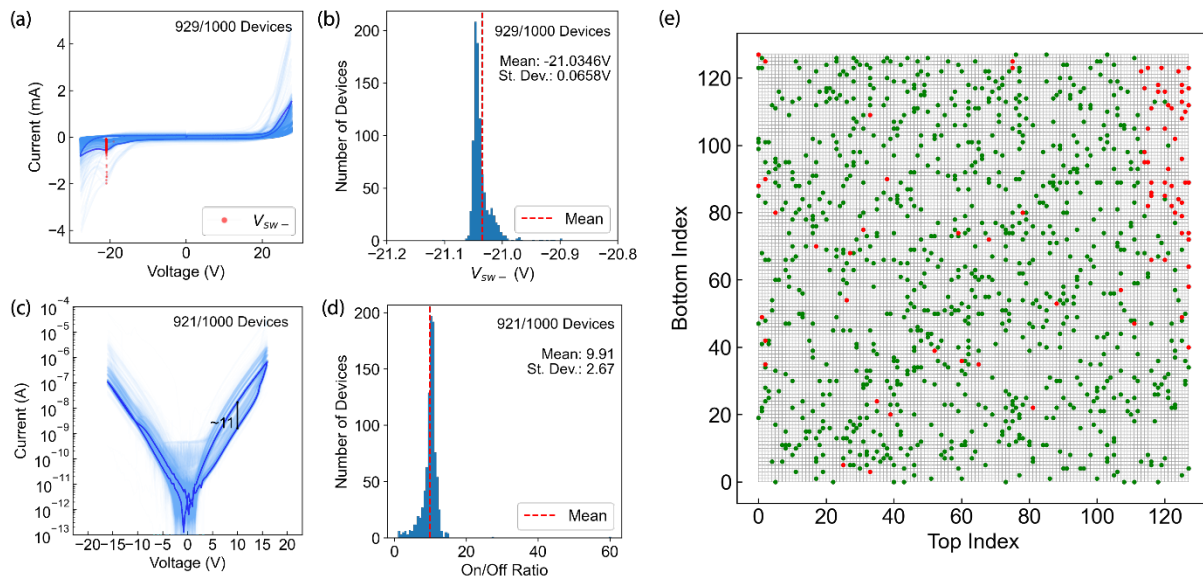 (a)
929/1000 Devices
4
2
0
−2
−4
Current (mA)
V_{sw−}
−20
0
20
Voltage (V)
(b)
929/1000 Devices
Mean: -21.0346V
St. Dev.: 0.0658V
200
150
100
50
0
Number of Devices
Mean
−21.2
−21.1
−21.0
−20.9
−20.8
V_{sw−} (V)
(c)
921/1000 Devices
10^{−4}
10^{−5}
10^{−6}
10^{−7}
10^{−8}
10^{−9}
10^{−10}
10^{−11}
10^{−12}
10^{−13}
Current (A)
~11
−20
−15
−10
−5
0
5
10
15
20
Voltage (V)
(d)
921/1000 Devices
Mean: 9.91
St. Dev.: 2.67
200
150
100
50
0
Number of Devices
Mean
0
20
40
60
On/Off Ratio
(e)
120
100
80
60
40
20
0
Bottom Index
0
20
40
60
80
100
120
Top Index